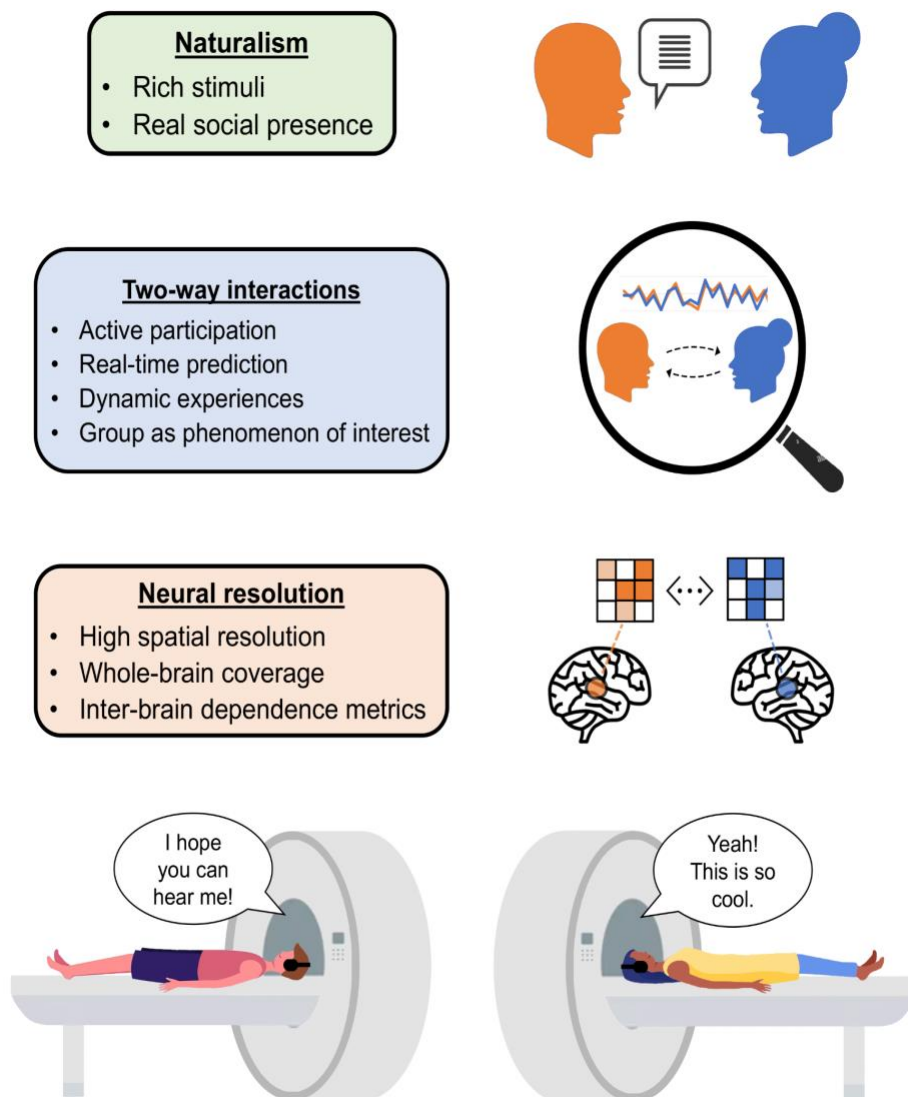 Naturalism
• Rich stimuli
• Real social presence
Two-way interactions
• Active participation
• Real-time prediction
• Dynamic experiences
• Group as phenomenon of interest
Neural resolution
• High spatial resolution
• Whole-brain coverage
• Inter-brain dependence metrics
I hope
you can
hear me!
Yeah!
This is so
cool.